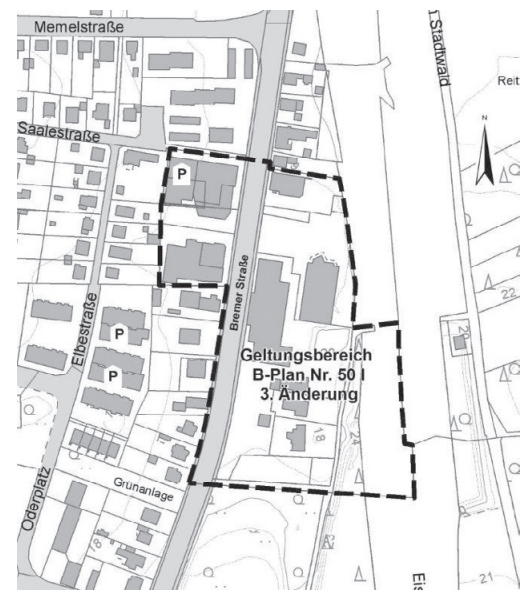 Memelstraße
Saalestraße
n Stadtwald
Reit
N
P
Bremer Straße
22
Elbestraße
P
P
Geltungsbereich
B-Plan Nr. 50 I
3. Änderung
18
24
Grünanlage
Oderplatz
18
21
Eis